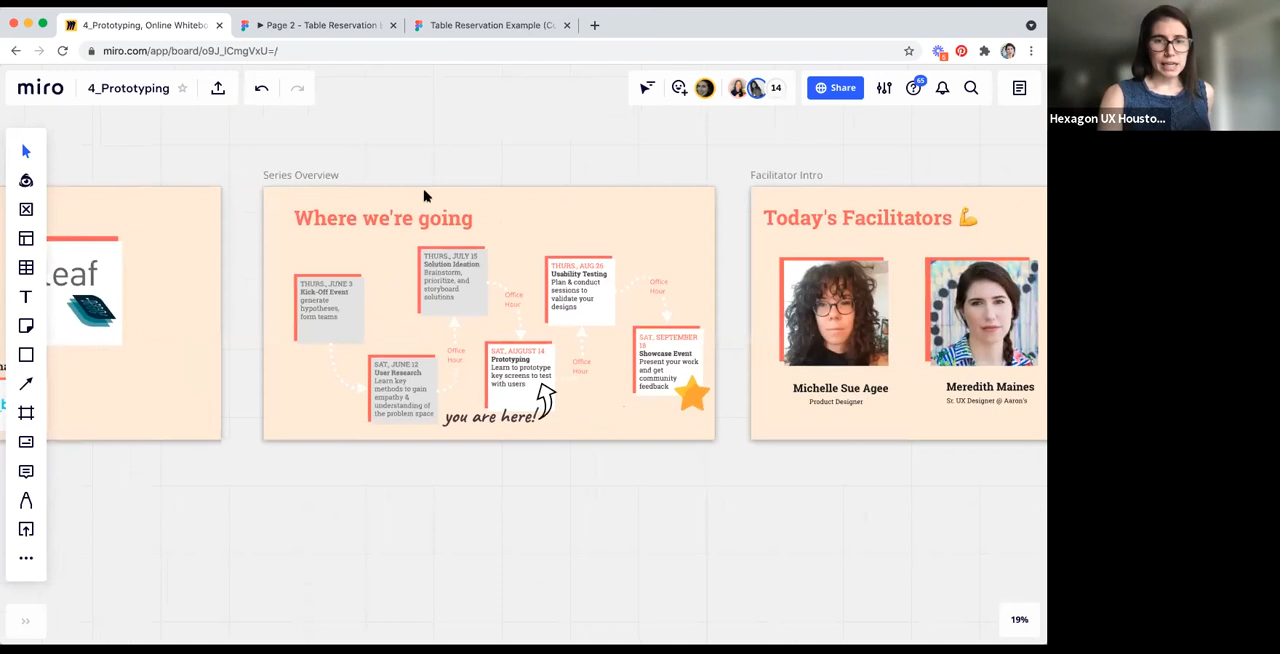 4_Prototyping, Online Whitebo
▶ Page 2 - Table Reservation
Table Reservation Example (Co
miro.com/app/board/o9J_lCmgVxU=/
5
miro
4_Prototyping
14
Share
65
Hexagon UX Housto...
Series Overview
Facilitator Intro
eaf
Where we're going
THURS., JUNE 3
Kick-Off Event
generate
hypotheses,
form teams
SAT., JUNE 12
User Research
Learn key
methods to gain
empathy &
understanding of
the problem space
THURS., JULY 15
Solution Ideation
Brainstorm,
prioritize, and
storyboard
solutions
Office
Hour
Office
Hour
SAT., AUGUST 14
Prototyping
Learn to prototype
key screens to test
with users
you are here!
THURS., AUG 26
Usability Testing
Plan & conduct
sessions to
validate your
designs
Office
Hour
Office
Hour
SAT., SEPTEMBER
18
Showcase Event
Present your work
and get
community
feedback
Today's Facilitators 💪
Michelle Sue Agee
Product Designer
Meredith Maines
Sr. UX Designer @ Aaron's
19%